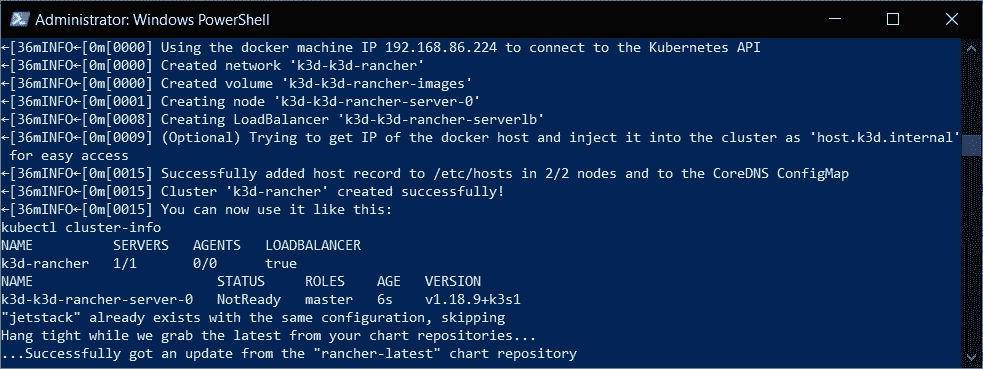 Administrator: Windows PowerShell
←[36mINFO←[0m[0000] Using the docker machine IP 192.168.86.224 to connect to the Kubernetes API
←[36mINFO←[0m[0000] Created network 'k3d-k3d-rancher'
←[36mINFO←[0m[0000] Created volume 'k3d-k3d-rancher-images'
←[36mINFO←[0m[0001] Creating node 'k3d-k3d-rancher-server-0'
←[36mINFO←[0m[0008] Creating LoadBalancer 'k3d-k3d-rancher-serverlb'
←[36mINFO←[0m[0009] (Optional) Trying to get IP of the docker host and inject it into the cluster as 'host.k3d.internal'
for easy access
←[36mINFO←[0m[0015] Successfully added host record to /etc/hosts in 2/2 nodes and to the CoreDNS ConfigMap
←[36mINFO←[0m[0015] Cluster 'k3d-rancher' created successfully!
←[36mINFO←[0m[0015] You can now use it like this:
kubectl cluster-info
NAME          SERVERS   AGENTS   LOADBALANCER
k3d-rancher   1/1       0/0      true
NAME                       STATUS     ROLES    AGE   VERSION
k3d-k3d-rancher-server-0   NotReady   master   6s    v1.18.9+k3s1
"jetstack" already exists with the same configuration, skipping
Hang tight while we grab the latest from your chart repositories...
...Successfully got an update from the "rancher-latest" chart repository